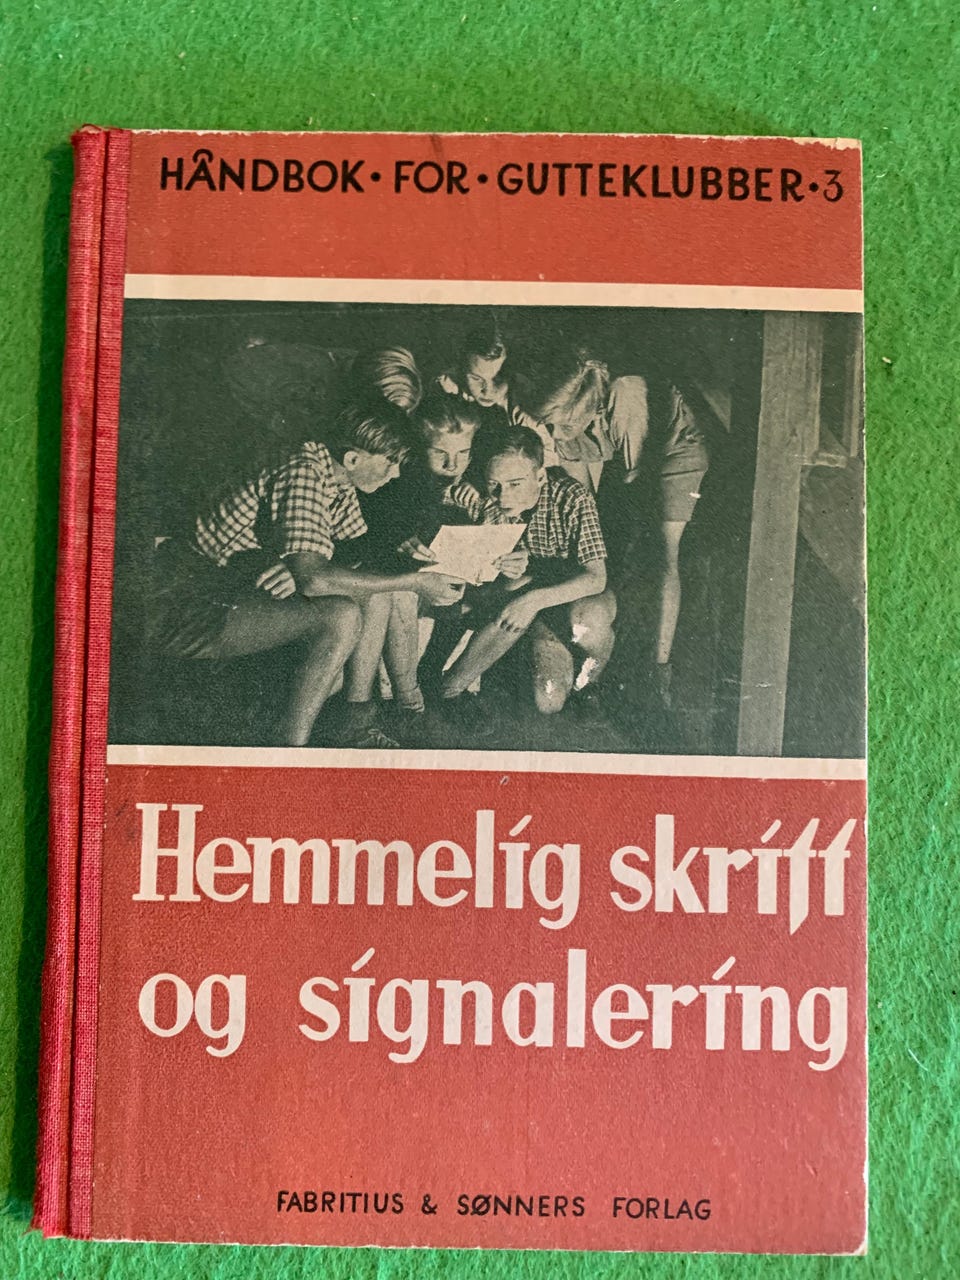 HÅNDBOK · FOR · GUTTEKLUBBER · 3
Hemmelig skrift
og signalering
FABRITIUS & SØNNERS FORLAG